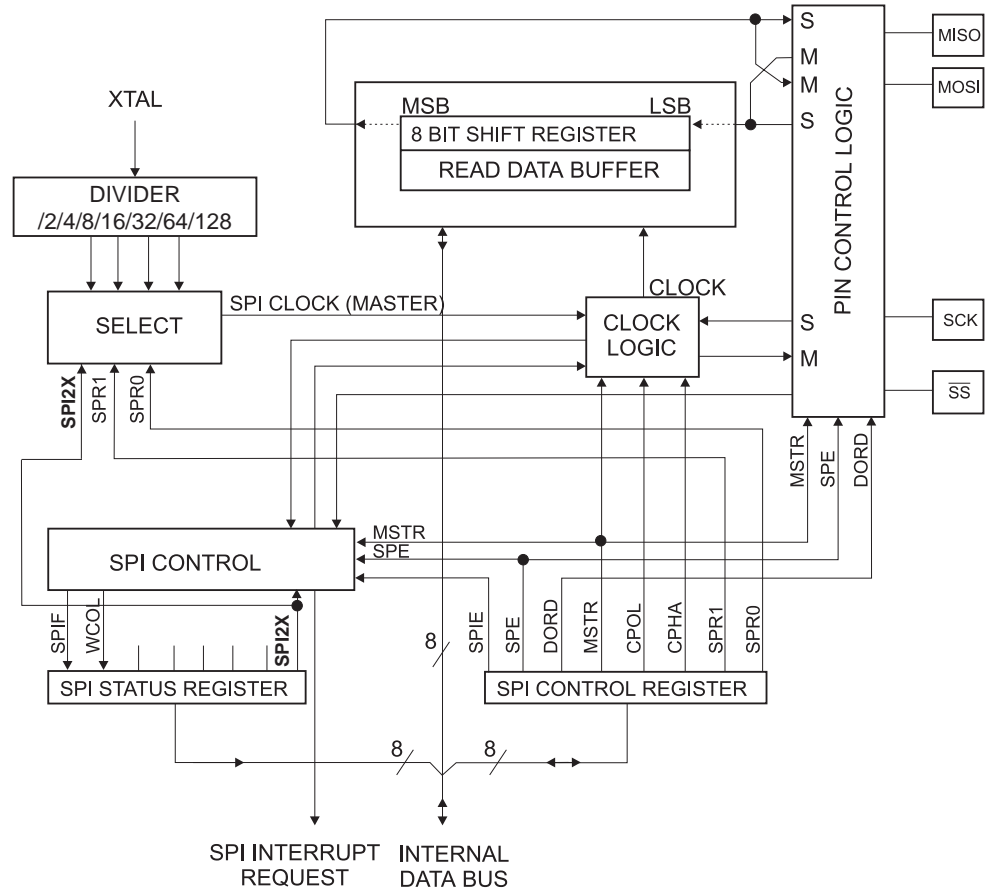 S
MISO
M
MOSI
M
S
PIN CONTROL LOGIC
XTAL
MSB
LSB
8 BIT SHIFT REGISTER
READ DATA BUFFER
DIVIDER
/2/4/8/16/32/64/128
SPI CLOCK (MASTER)
CLOCK
SELECT
CLOCK
LOGIC
S
SCK
M
SS
SPI2X
SPR1
SPR0
MSTR
SPE
DORD
MSTR
SPE
SPI CONTROL
SPIF
WCOL
SPI2X
8
SPIE
SPE
DORD
MSTR
CPOL
CPHA
SPR1
SPR0
SPI STATUS REGISTER
SPI CONTROL REGISTER
8
8
SPI INTERRUPT
REQUEST
INTERNAL
DATA BUS